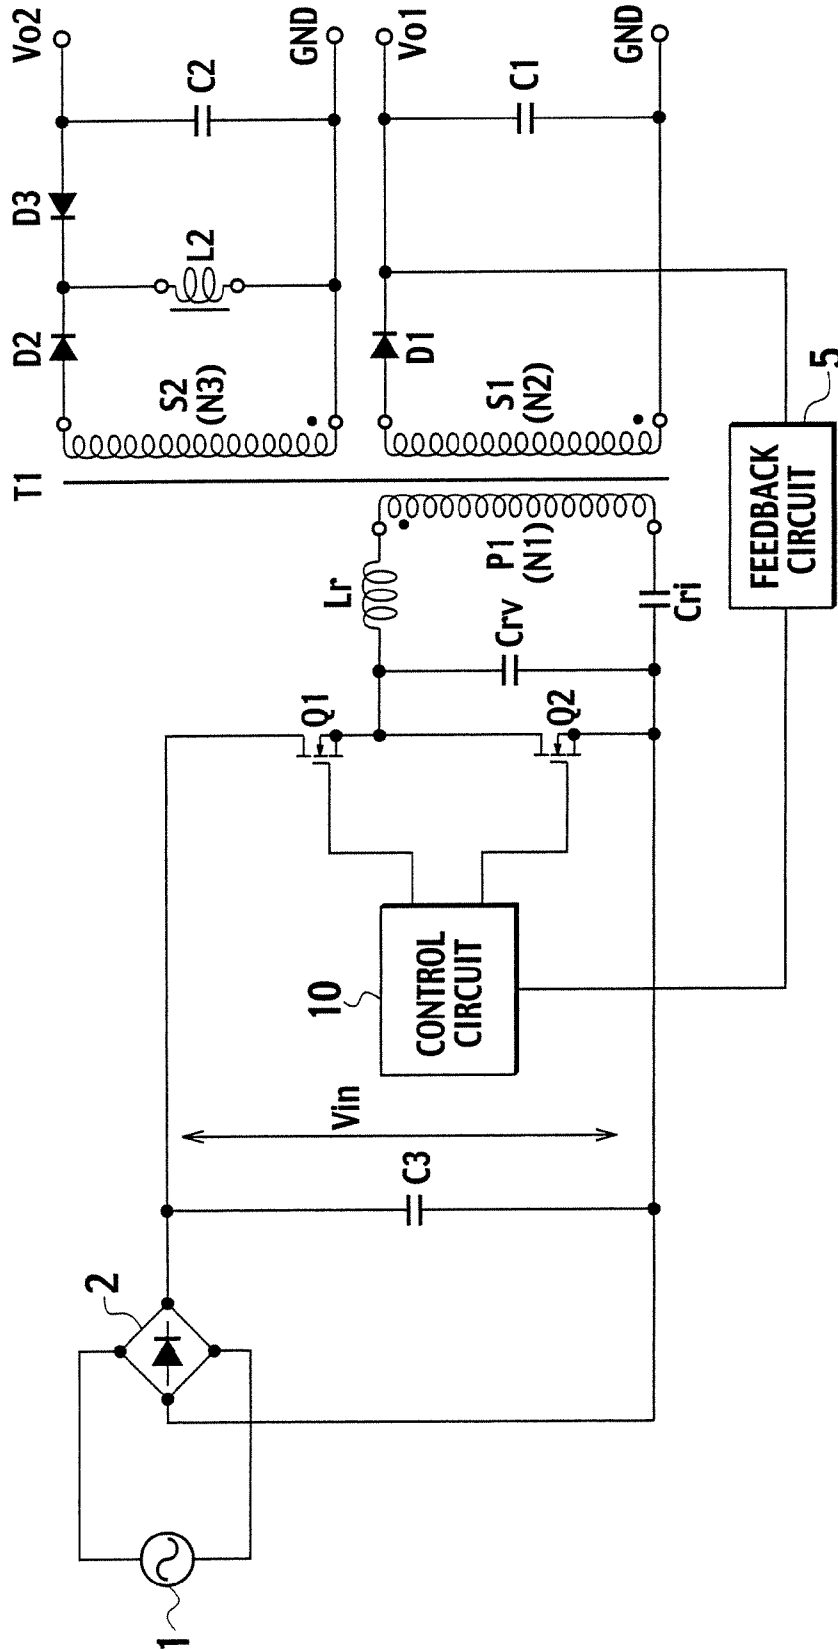 1
2
C3
Vin
10
CONTROL
CIRCUIT
Q1
Q2
Lr
Crv
Cri
P1
(N1)
T1
S2
(N3)
S1
(N2)
D2
D3
L2
C2
Vo2
GND
D1
C1
Vo1
GND
FEEDBACK
CIRCUIT
5